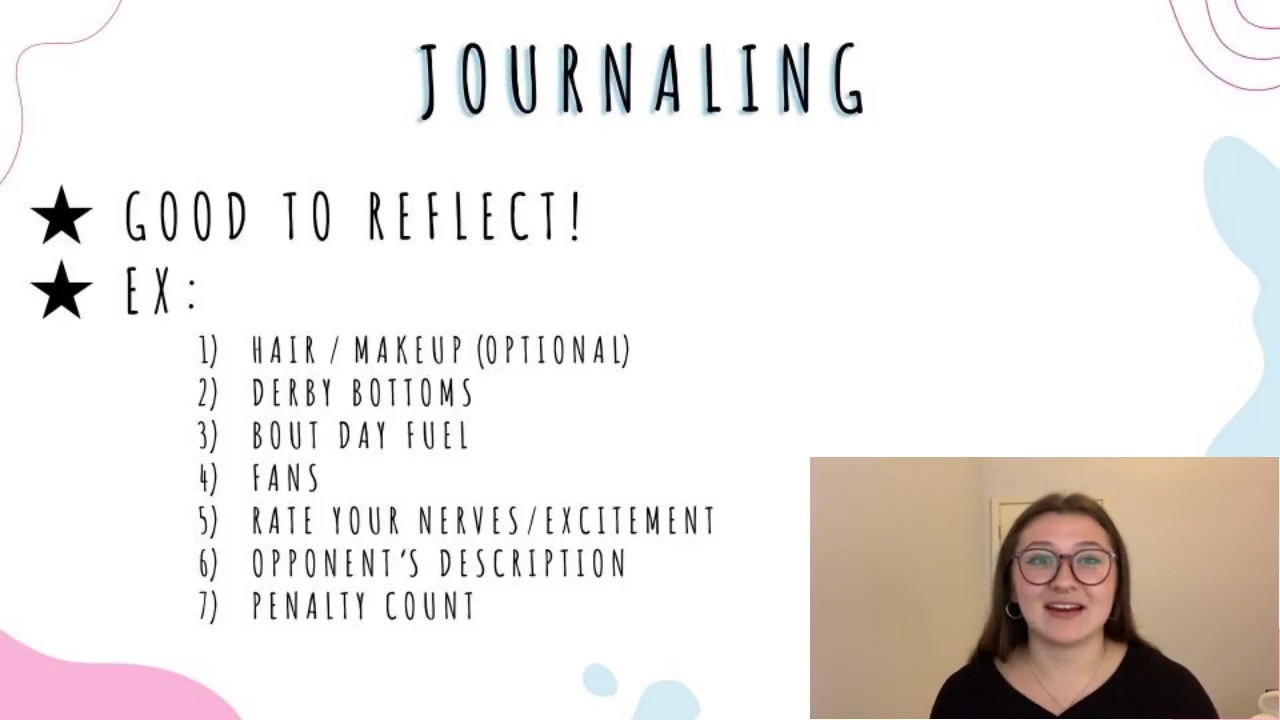 JOURNALING
★ GOOD TO REFLECT!
★ EX:
1) HAIR / MAKEUP (OPTIONAL)
2) DERBY BOTTOMS
3) BOUT DAY FUEL
4) FANS
5) RATE YOUR NERVES/EXCITEMENT
6) OPPONENT'S DESCRIPTION
7) PENALTY COUNT